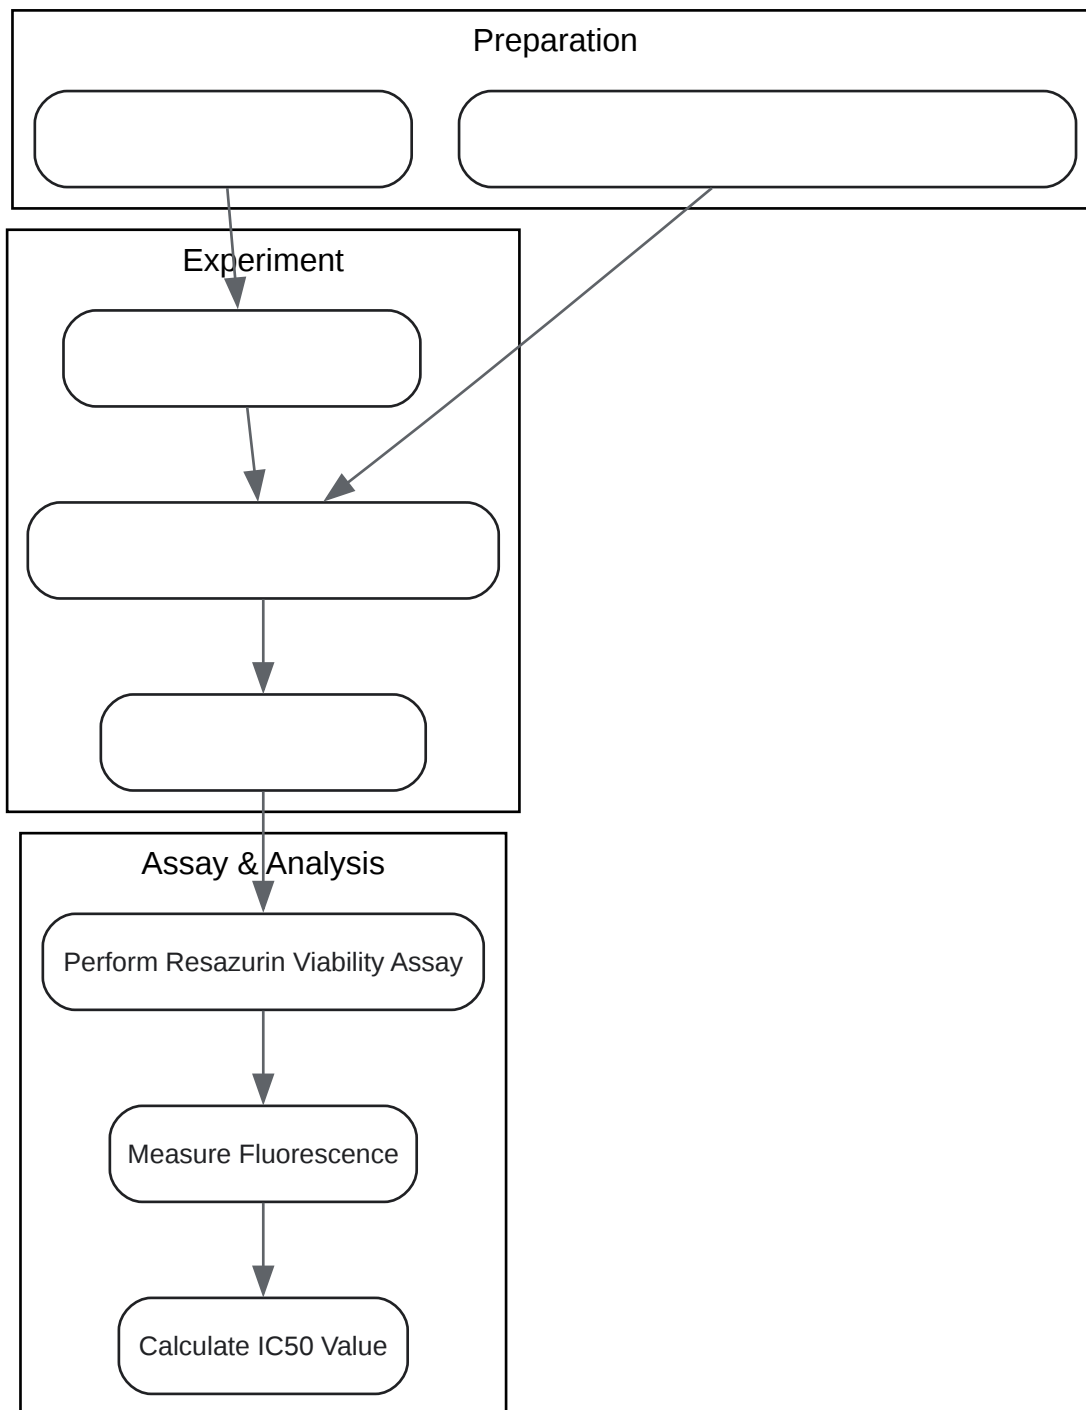 Preparation
Experiment
Assay & Analysis
Perform Resazurin Viability Assay
Measure Fluorescence
Calculate IC50 Value